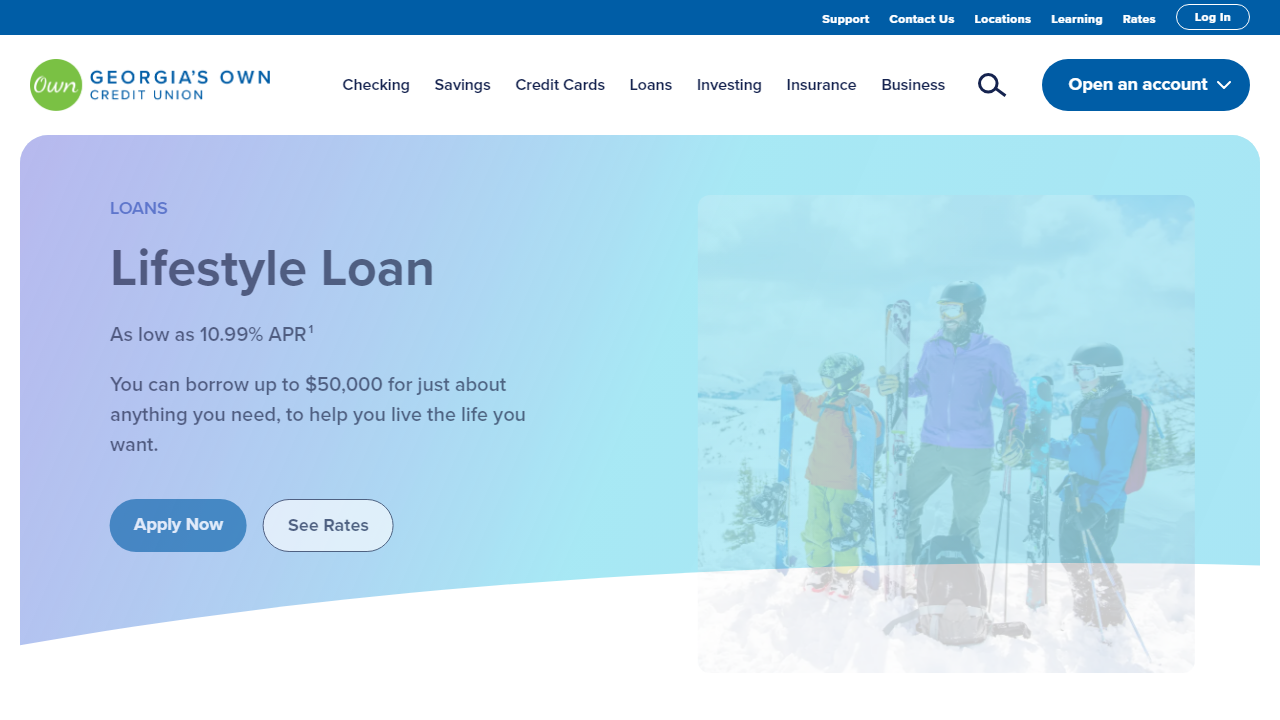 Support Contact Us Locations Learning Rates Log In
Own GEORGIA'S OWN
CREDIT UNION
Checking Savings Credit Cards Loans Investing Insurance Business Open an account
LOANS
Lifestyle Loan
As low as 10.99% APR¹
You can borrow up to $50,000 for just about
anything you need, to help you live the life you
want.
Apply Now See Rates